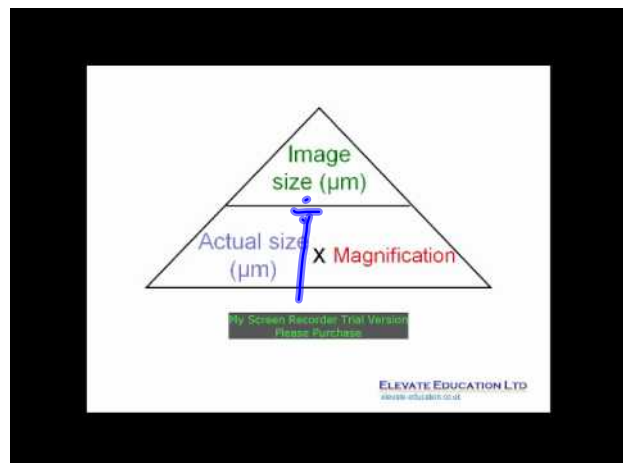 Image
size (µm)
Actual size
(µm)
x Magnification
My Screen Recorder Trial Version
Please Purchase
ELEVATE EDUCATION LTD
elevate-education.co.uk